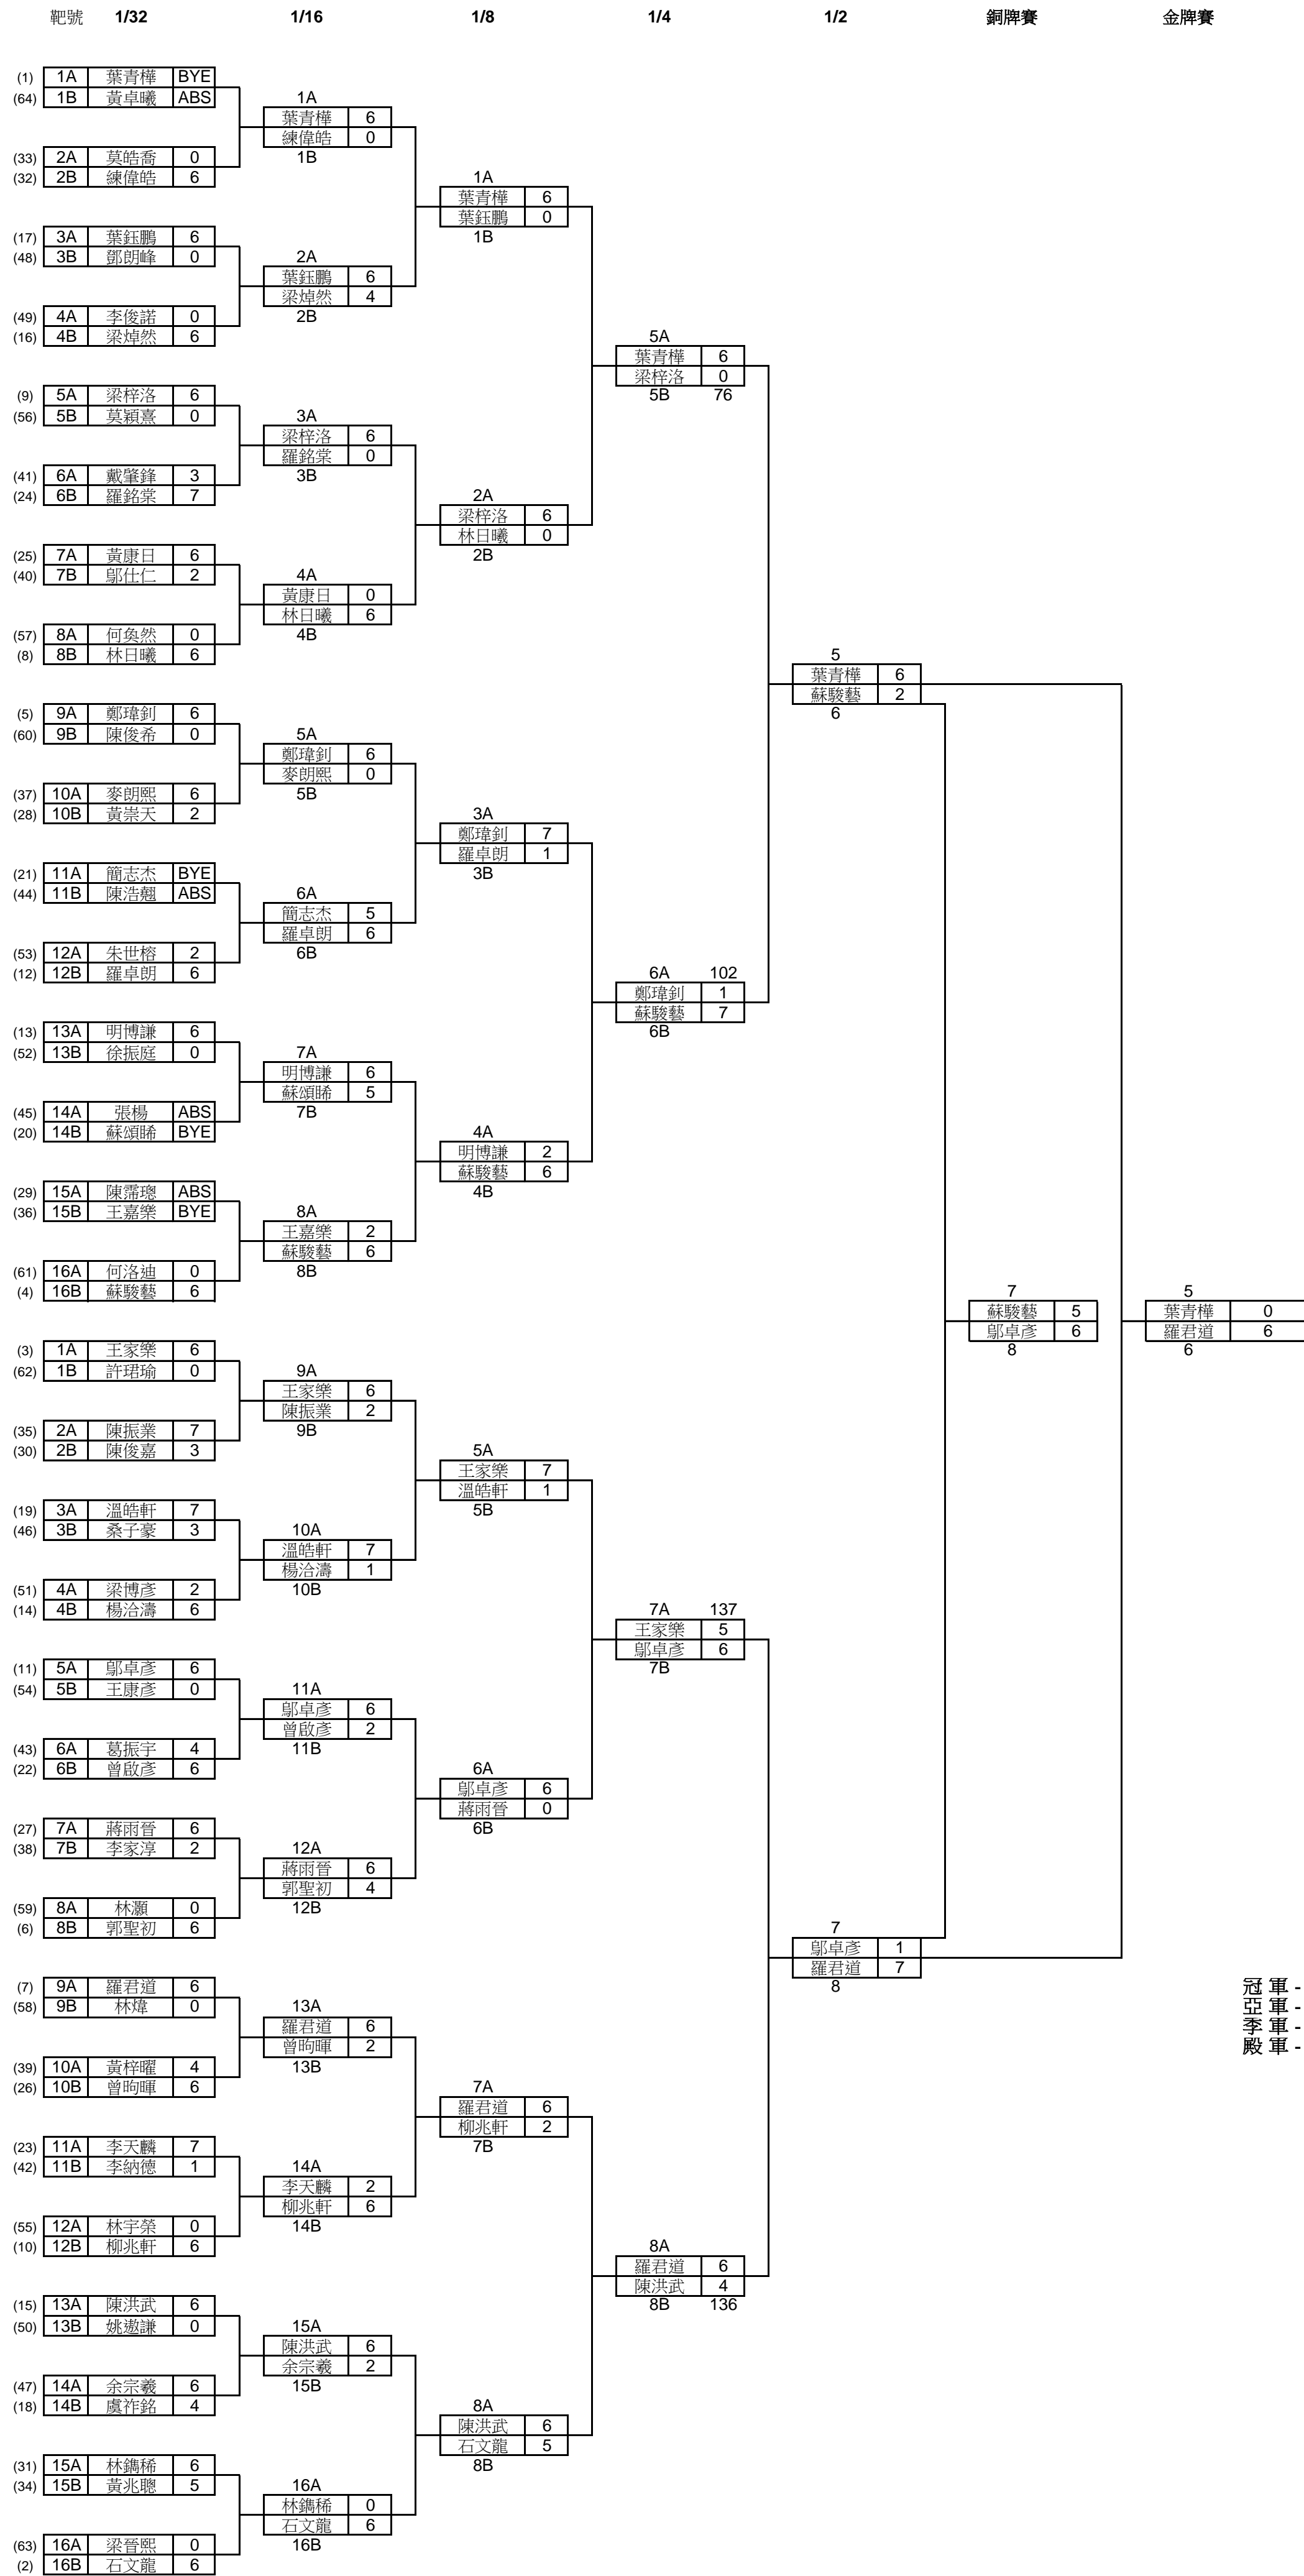 靶號 1/32 1/16 1/8 1/4 1/2 銅牌賽 金牌賽
(1) 1A 葉青樺 BYE
(64) 1B 黃卓曦 ABS
1A
葉青樺 6
練偉皓 0
1B
(33) 2A 莫皓喬 0
(32) 2B 練偉皓 6
1A
葉青樺 6
葉鈺鵬 0
1B
(17) 3A 葉鈺鵬 6
(48) 3B 鄧朗峰 0
2A
葉鈺鵬 6
梁焯然 4
2B
(49) 4A 李俊諾 0
(16) 4B 梁焯然 6
5A
葉青樺 6
梁梓洛 0
5B 76
(9) 5A 梁梓洛 6
(56) 5B 莫穎熹 0
3A
梁梓洛 6
羅銘棠 0
3B
(41) 6A 戴肇鋒 3
(24) 6B 羅銘棠 7
2A
梁梓洛 6
林日曦 0
2B
(25) 7A 黃康日 6
(40) 7B 鄔仕仁 2
4A
黃康日 0
林日曦 6
4B
(57) 8A 何奐然 0
(8) 8B 林日曦 6
5
葉青樺 6
蘇駿藝 2
6
(5) 9A 鄭瑋釗 6
(60) 9B 陳俊希 0
5A
鄭瑋釗 6
麥朗熙 0
5B
(37) 10A 麥朗熙 6
(28) 10B 黃崇天 2
3A
鄭瑋釗 7
羅卓朗 1
3B
(21) 11A 簡志杰 BYE
(44) 11B 陳浩翹 ABS
6A
簡志杰 5
羅卓朗 6
6B
(53) 12A 朱世榕 2
(12) 12B 羅卓朗 6
6A 102
鄭瑋釗 1
蘇駿藝 7
6B
(13) 13A 明博謙 6
(52) 13B 徐振庭 0
7A
明博謙 6
蘇頌睎 5
7B
(45) 14A 張楊 ABS
(20) 14B 蘇頌睎 BYE
4A
明博謙 2
蘇駿藝 6
4B
(29) 15A 陳霈璁 ABS
(36) 15B 王嘉樂 BYE
8A
王嘉樂 2
蘇駿藝 6
8B
(61) 16A 何洛迪 0
(4) 16B 蘇駿藝 6
7
蘇駿藝 5
鄔卓彥 6
8
5
葉青樺 0
羅君道 6
6
(3) 1A 王家樂 6
(62) 1B 許珺瑜 0
9A
王家樂 6
陳振業 2
9B
(35) 2A 陳振業 7
(30) 2B 陳俊嘉 3
5A
王家樂 7
溫皓軒 1
5B
(19) 3A 溫皓軒 7
(46) 3B 桑子豪 3
10A
溫皓軒 7
楊洽濤 1
10B
(51) 4A 梁博彥 2
(14) 4B 楊洽濤 6
7A 137
王家樂 5
鄔卓彥 6
7B
(11) 5A 鄔卓彥 6
(54) 5B 王康彥 0
11A
鄔卓彥 6
曾啟彥 2
11B
(43) 6A 葛振宇 4
(22) 6B 曾啟彥 6
6A
鄔卓彥 6
蔣雨晉 0
6B
(27) 7A 蔣雨晉 6
(38) 7B 李家淳 2
12A
蔣雨晉 6
郭聖初 4
12B
(59) 8A 林灝 0
(6) 8B 郭聖初 6
7
鄔卓彥 1
羅君道 7
8
(7) 9A 羅君道 6
(58) 9B 林煒 0
冠 軍 -
亞 軍 -
季 軍 -
殿 軍 -
13A
羅君道 6
曾昫暉 2
13B
(39) 10A 黃梓曜 4
(26) 10B 曾昫暉 6
7A
羅君道 6
柳兆軒 2
7B
(23) 11A 李天麟 7
(42) 11B 李納德 1
14A
李天麟 2
柳兆軒 6
14B
(55) 12A 林宇榮 0
(10) 12B 柳兆軒 6
8A
羅君道 6
陳洪武 4
8B 136
(15) 13A 陳洪武 6
(50) 13B 姚遨謙 0
15A
陳洪武 6
余宗羲 2
15B
(47) 14A 余宗羲 6
(18) 14B 虞祚銘 4
8A
陳洪武 6
石文龍 5
8B
(31) 15A 林鐫稀 6
(34) 15B 黃兆聰 5
16A
林鐫稀 0
石文龍 6
16B
(63) 16A 梁晉熙 0
(2) 16B 石文龍 6